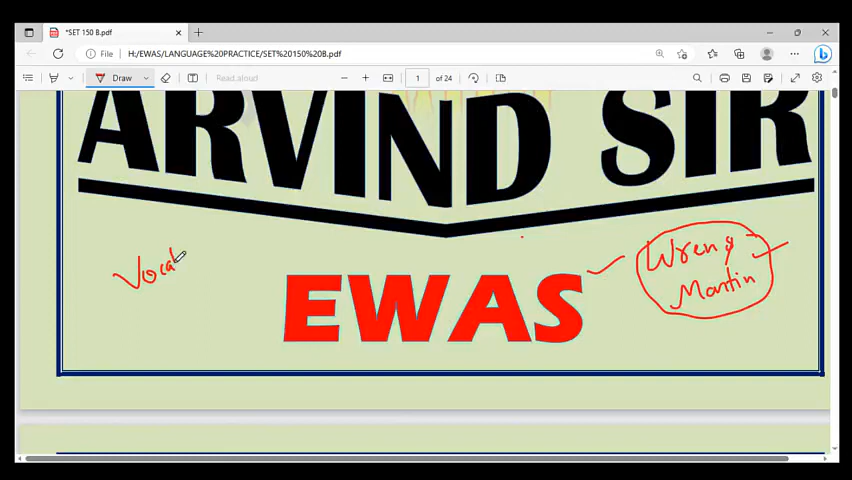 *SET 150 B.pdf
File
H:/EWAS/LANGUAGE%20PRACTICE/SET%20150%20B.pdf
Draw
Read aloud
1
of 24
ARVIND SIR
Vocab
Wren &
Martin
EWAS